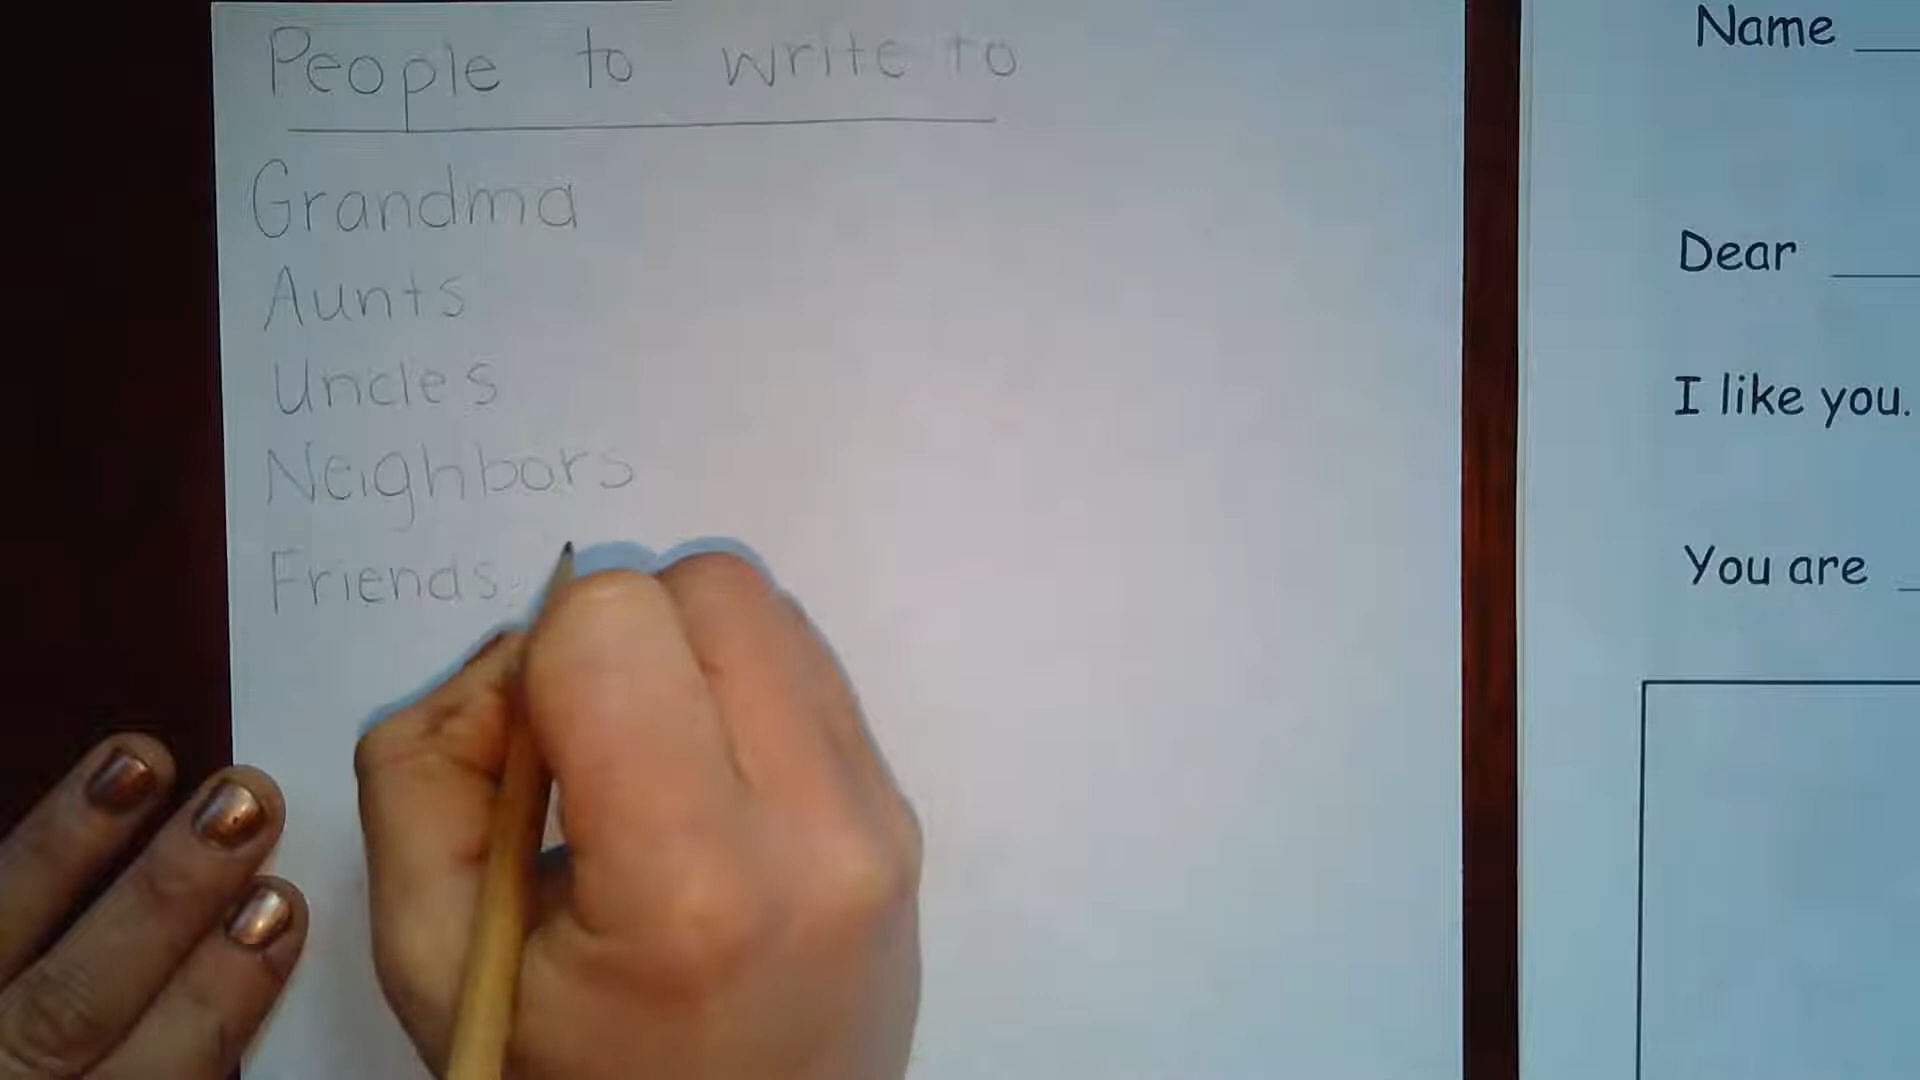 People to write to
Grandma
Aunts
Uncles
Neighbors
Friends
Name
Dear
I like you.
You are